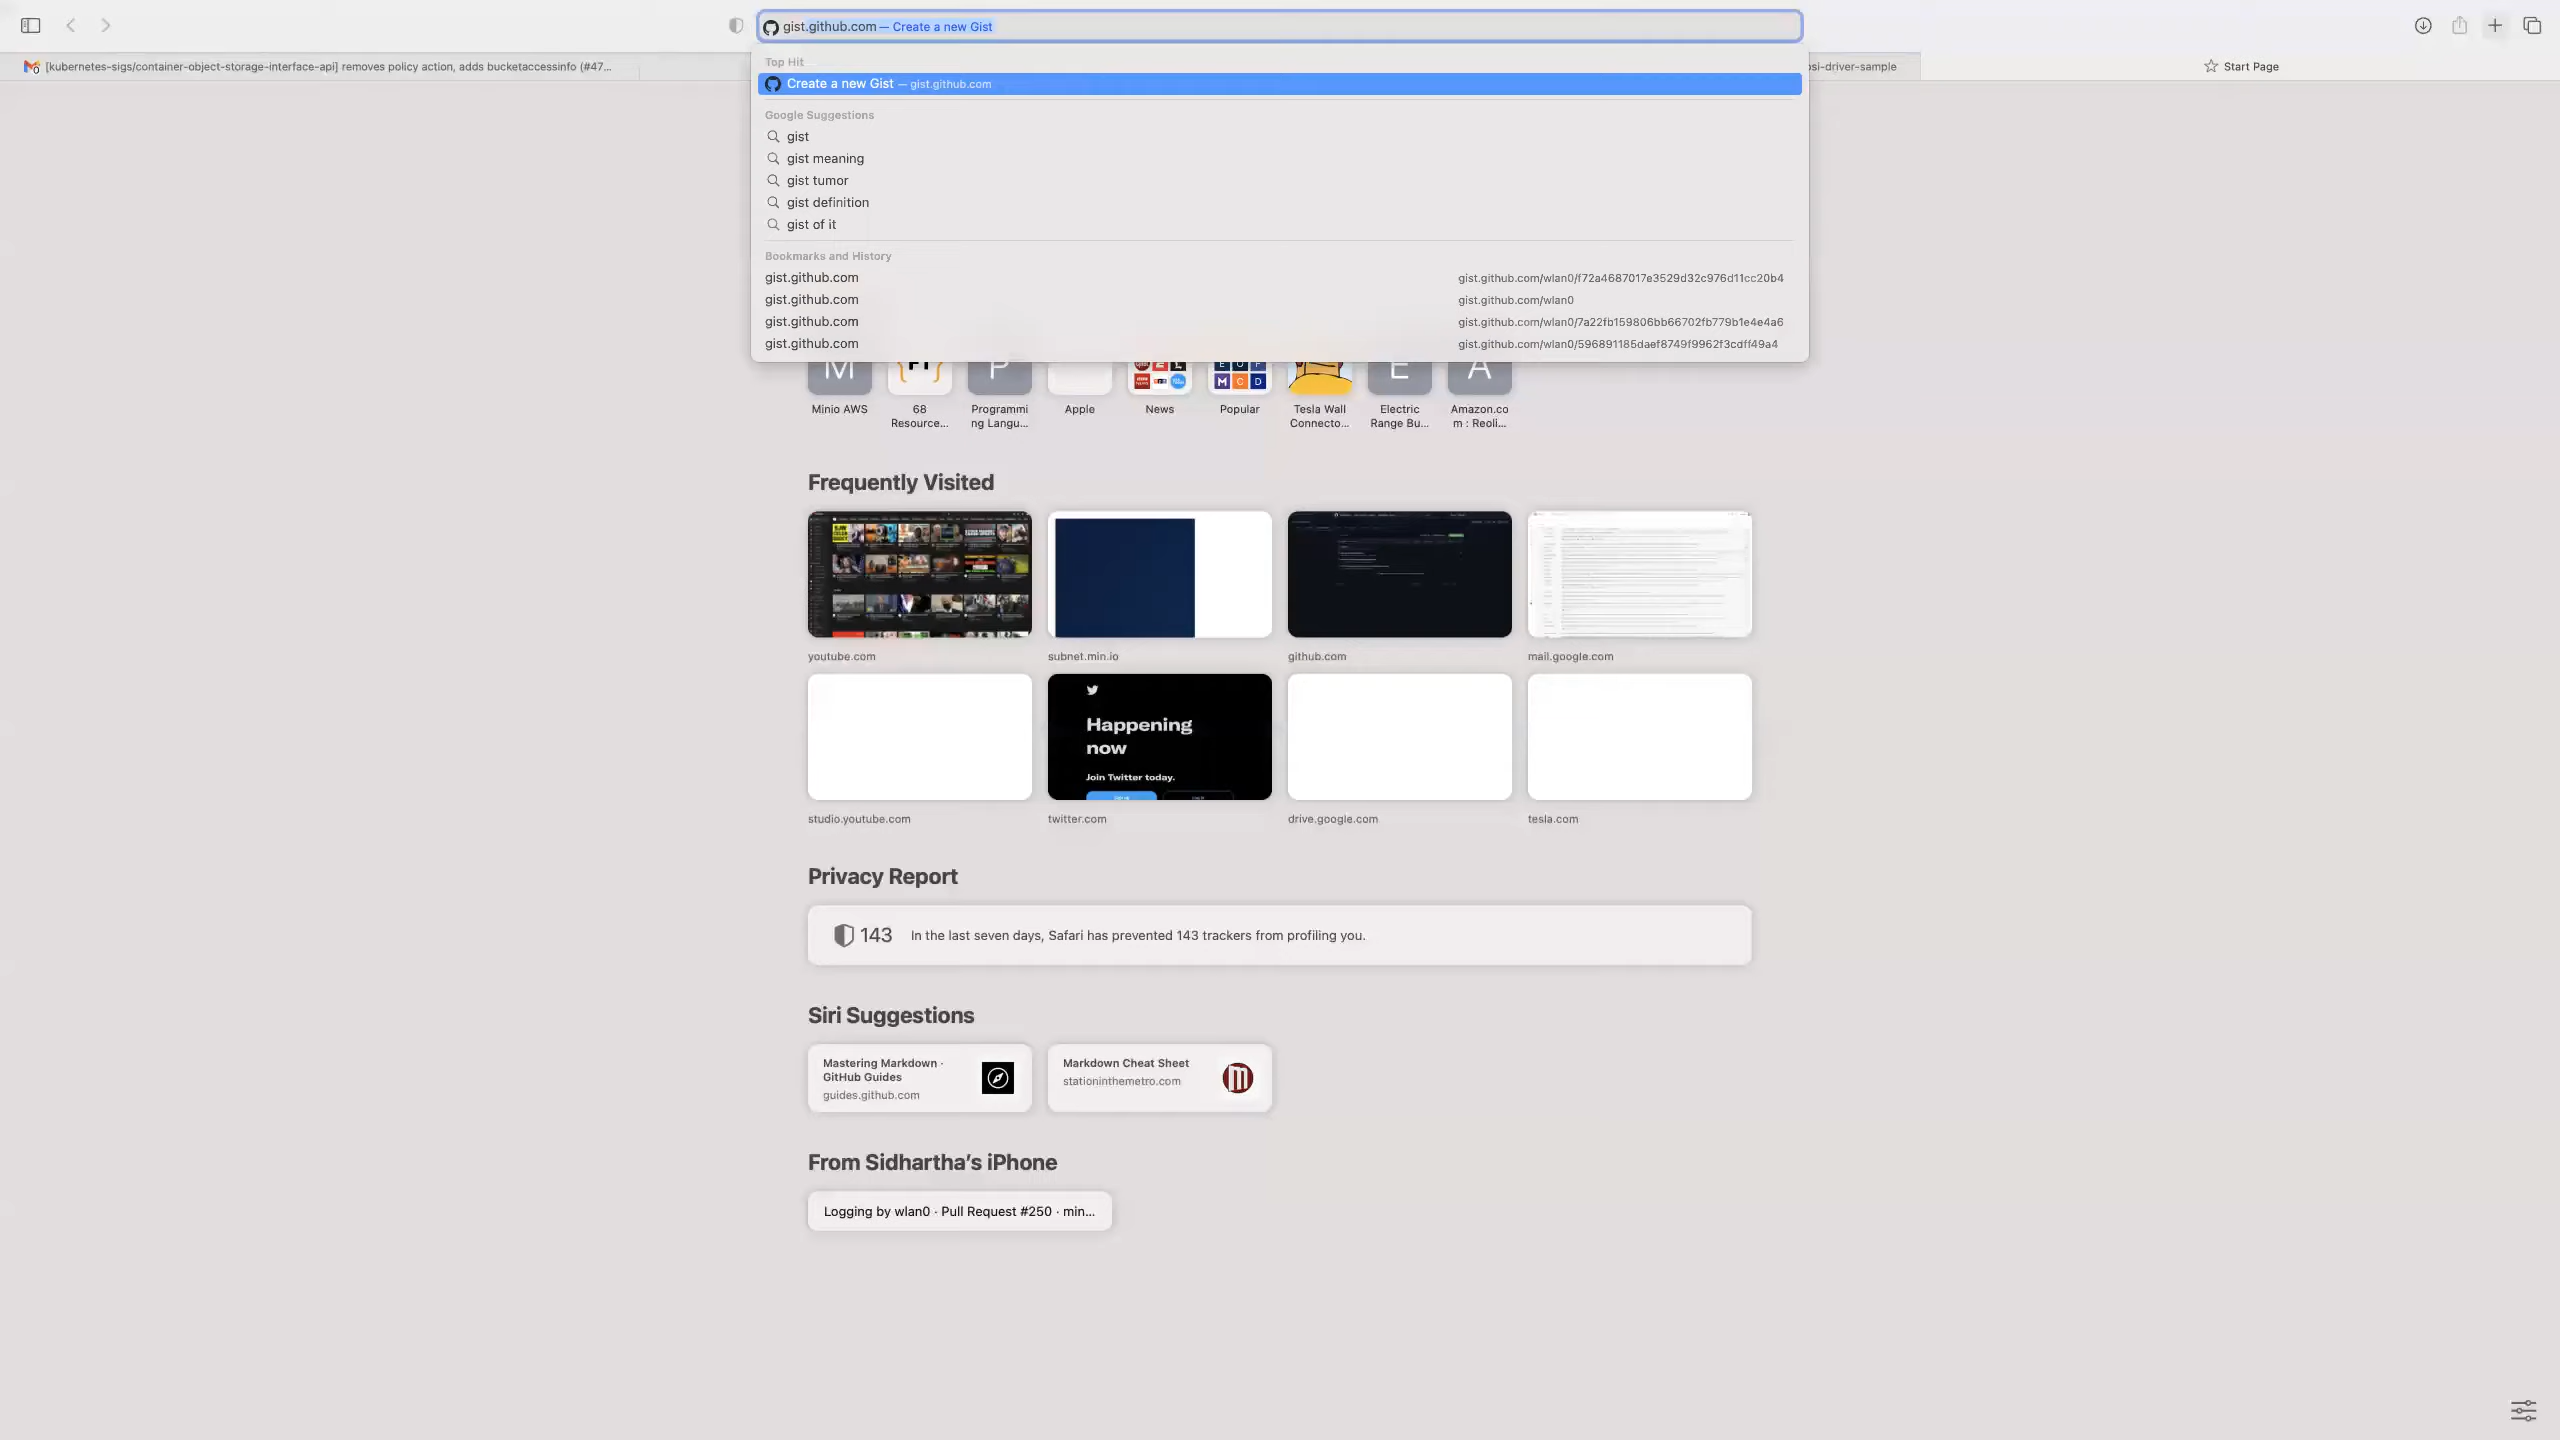 gist.github.com — Create a new Gist
[kubernetes-sigs/container-object-storage-interface-api] removes policy action, adds bucketaccessinfo (#47...
osi-driver-sample
Start Page
Top Hit
Create a new Gist — gist.github.com
Google Suggestions
gist
gist meaning
gist tumor
gist definition
gist of it
Bookmarks and History
gist.github.com gist.github.com/wlan0/f72a4687017e3529d32c976d11cc20b4
gist.github.com gist.github.com/wlan0
gist.github.com gist.github.com/wlan0/7a22fb159806bb66702fb779b1e4e4a6
gist.github.com gist.github.com/wlan0/596891185daef8749f9962f3cdff49a4
M P E A
Minio AWS
68 Resource...
Programmi ng Langu...
Apple
News
Popular
Tesla Wall Connecto...
Electric Range Bu...
Amazon.co m : Reoli...
Frequently Visited
youtube.com
subnet.min.io
github.com
mail.google.com
Happening
now
Join Twitter today.
studio.youtube.com
twitter.com
drive.google.com
tesla.com
Privacy Report
143 In the last seven days, Safari has prevented 143 trackers from profiling you.
Siri Suggestions
Mastering Markdown ·
GitHub Guides
guides.github.com
Markdown Cheat Sheet
stationinthemetro.com
From Sidhartha’s iPhone
Logging by wlan0 · Pull Request #250 · min...